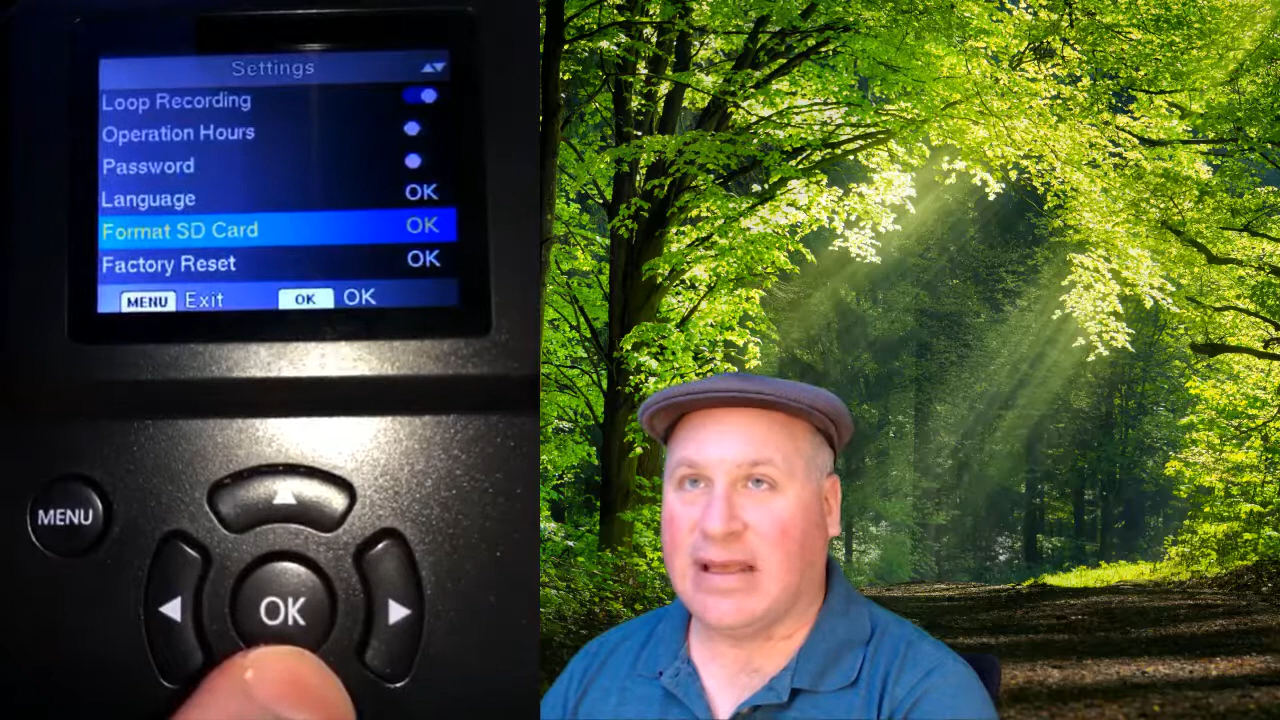 Settings
Loop Recording
Operation Hours
Password
Language OK
Format SD Card OK
Factory Reset OK
MENU Exit OK OK
MENU
OK